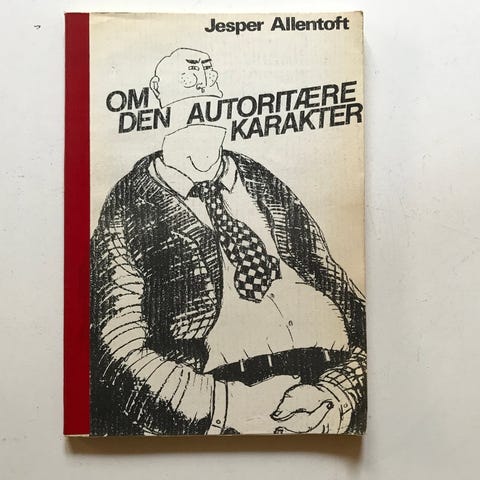 Jesper Allentoft
OM
DEN AUTORITÆRE
KARAKTER